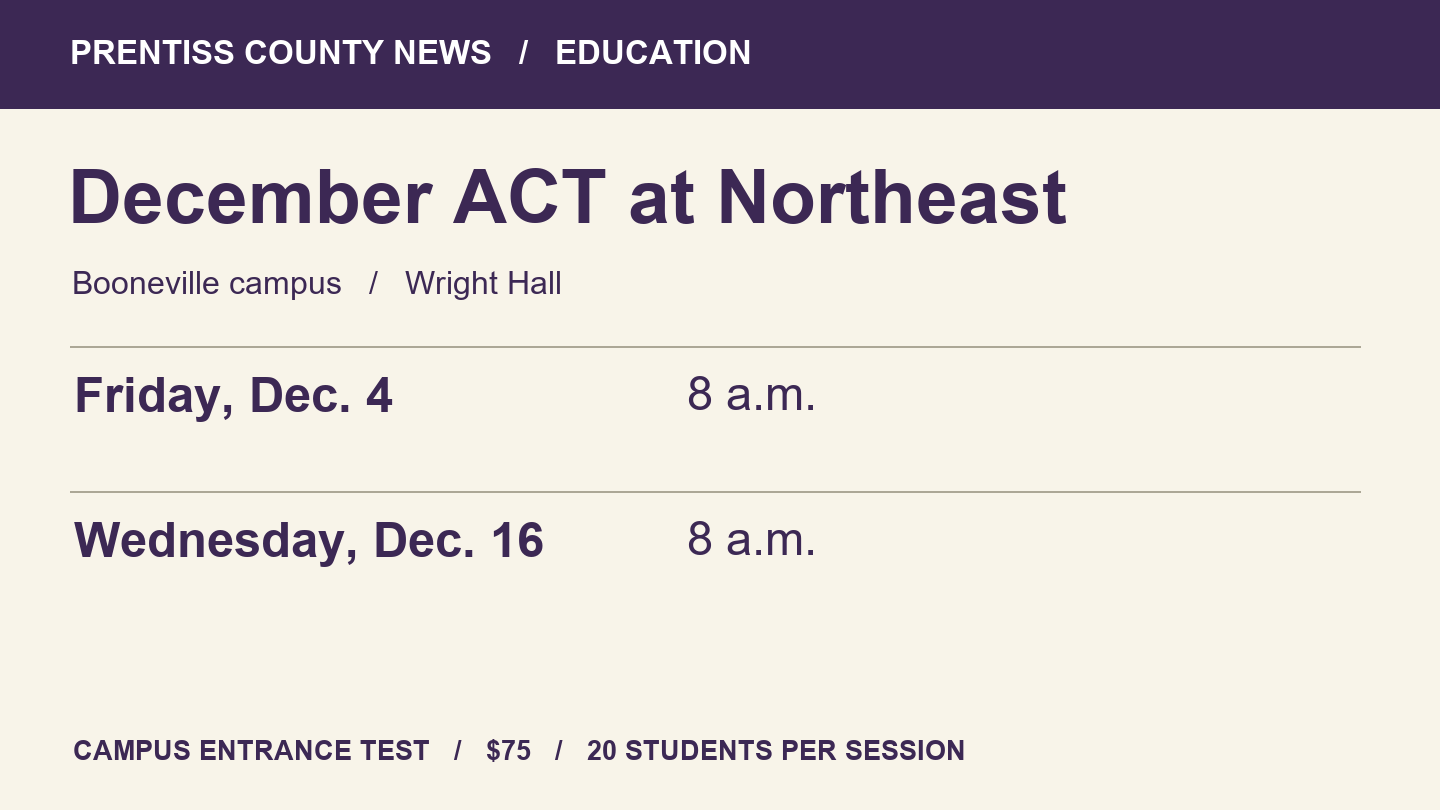 PRENTISS COUNTY NEWS / EDUCATION
December ACT at Northeast
Booneville campus / Wright Hall
Friday, Dec. 4 8 a.m.
Wednesday, Dec. 16 8 a.m.
CAMPUS ENTRANCE TEST / $75 / 20 STUDENTS PER SESSION